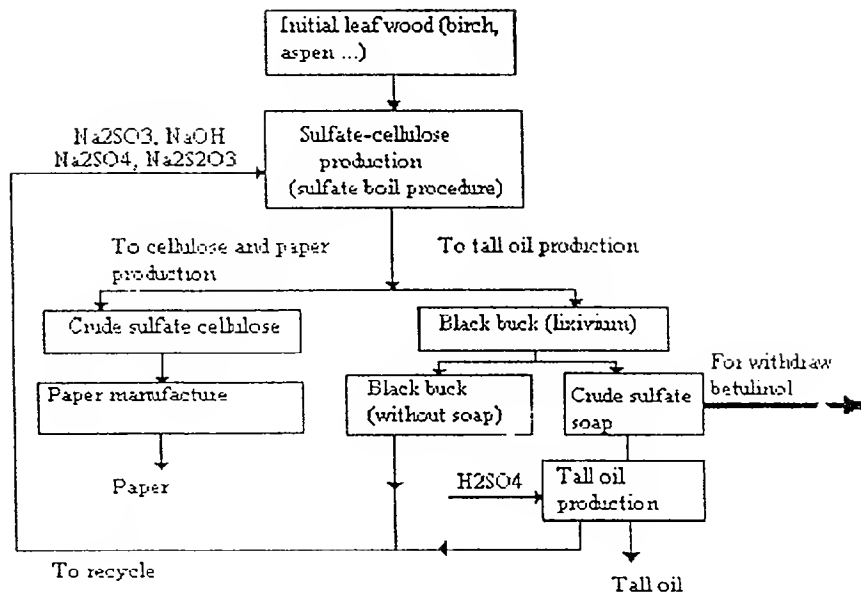 Initial leaf wood (birch,
aspen ...)
Na2SO3, NaOH
Na2SO4, Na2S2O3
Sulfate-cellulose
production
(sulfate boil procedure)
To cellulose and paper
production
To tall oil production
Crude sulfate cellulose
Black buck (lixivium)
Paper manufacture
Black buck
(without soap)
Crude sulfate
soap
For withdraw
betulinol
Paper
H2SO4
Tall oil
production
To recycle
Tall oil